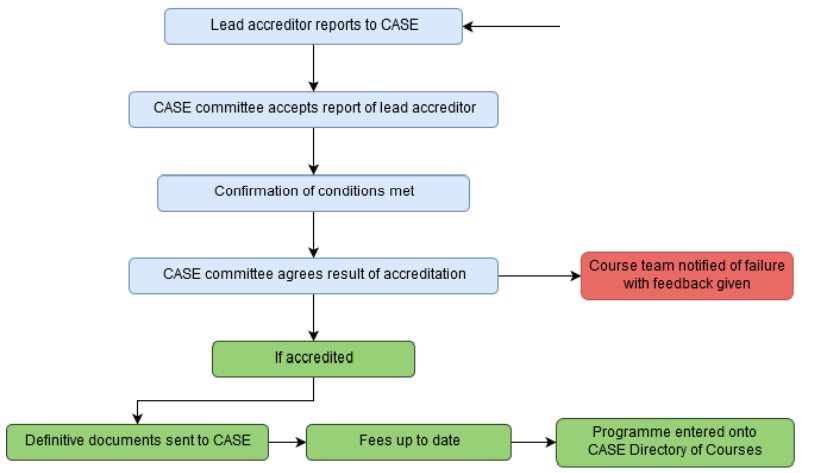 Lead accreditor reports to CASE
CASE committee accepts report of lead accreditor
Confirmation of conditions met
CASE committee agrees result of accreditation
Course team notified of failure
with feedback given
If accredited
Definitive documents sent to CASE
Fees up to date
Programme entered onto
CASE Directory of Courses